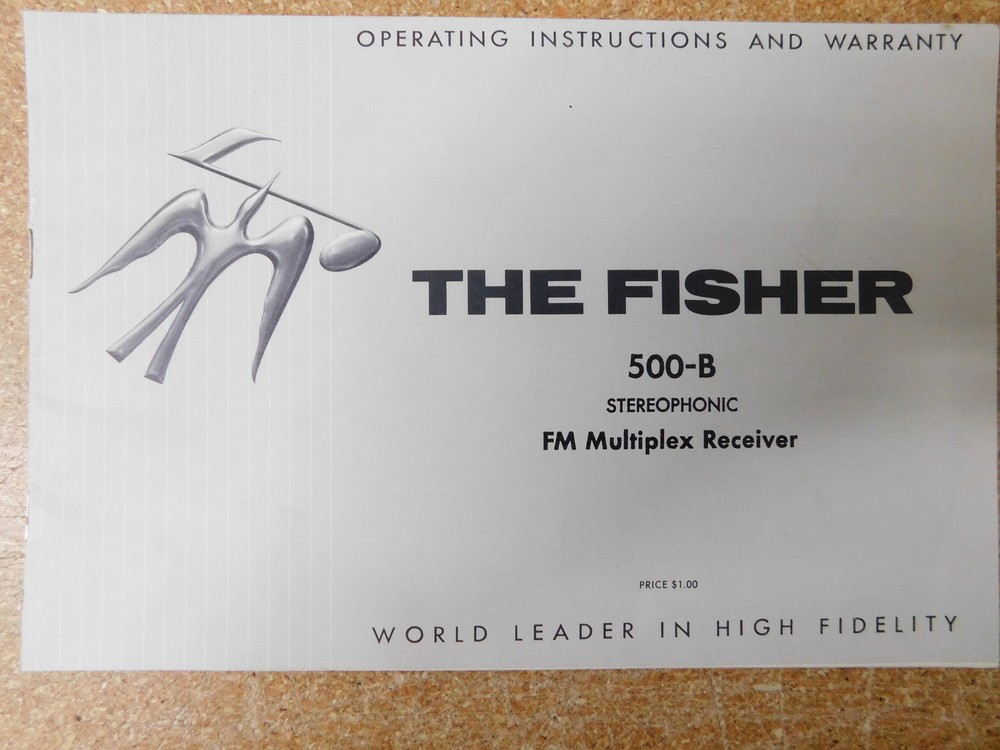 OPERATING INSTRUCTIONS AND WARRANTY
THE FISHER
500-B
STEREOPHONIC
FM Multiplex Receiver
PRICE $1.00
WORLD LEADER IN HIGH FIDELITY